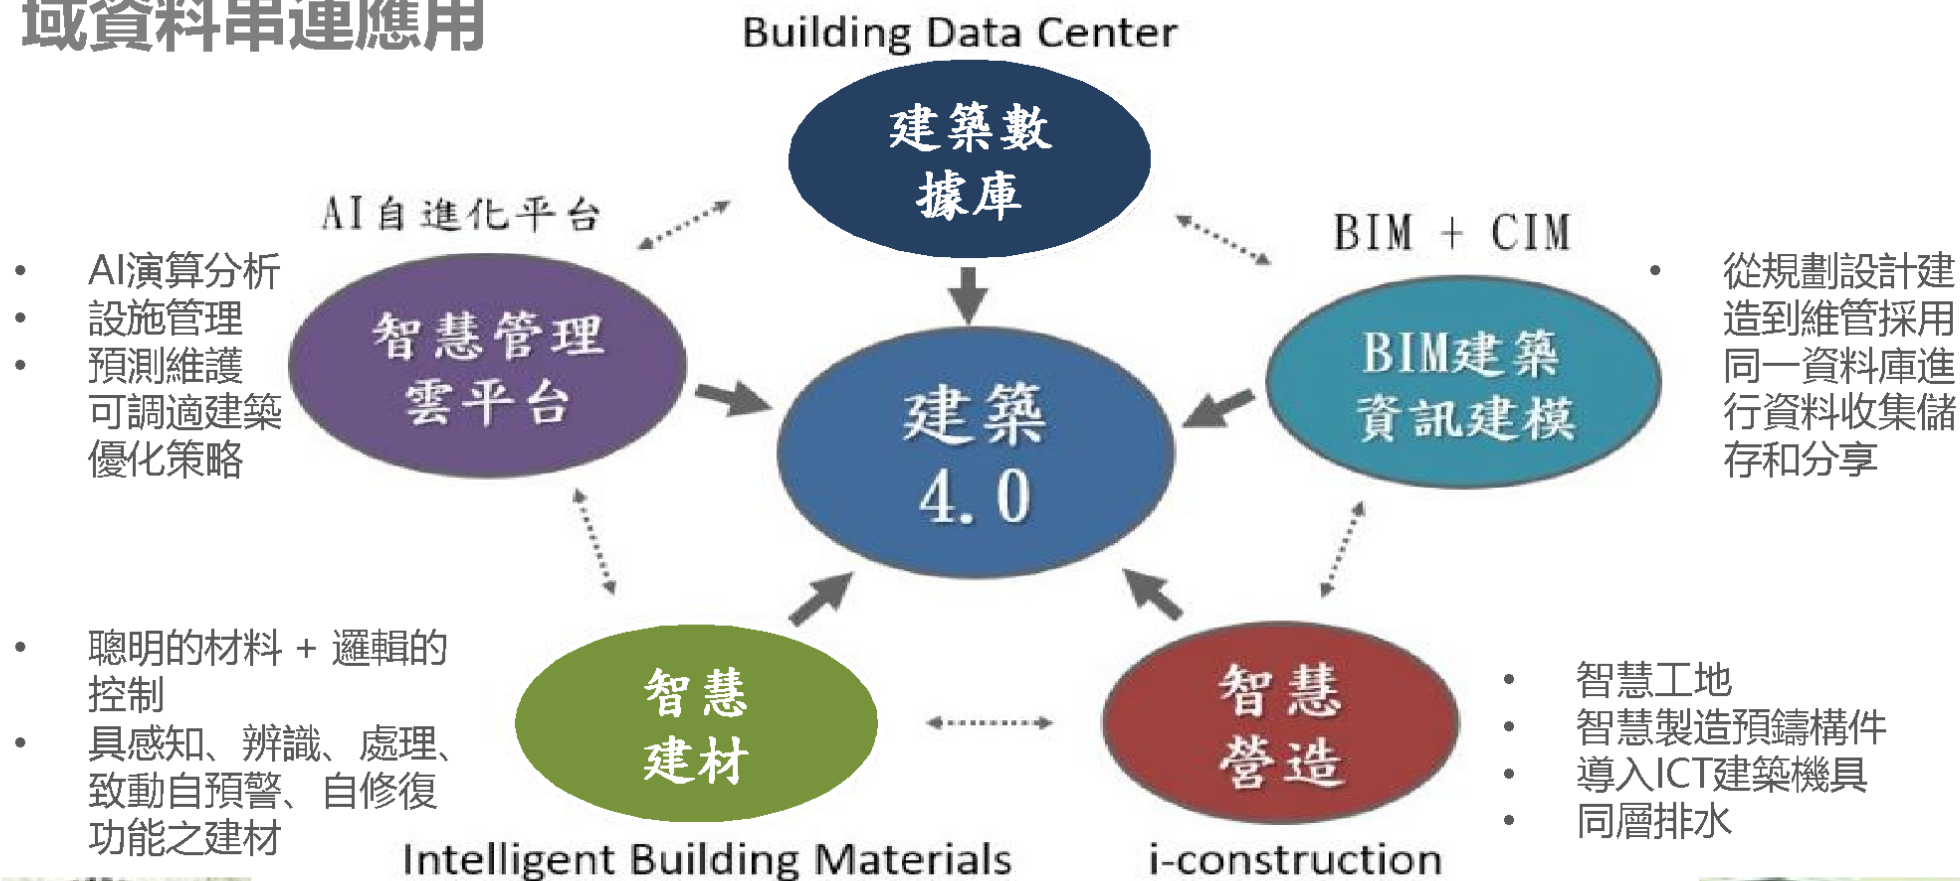 域資料串連應用
Building Data Center
建築數
據庫
AI自進化平台
BIM + CIM
• AI演算分析
• 設施管理
• 預測維護
可調適建築
優化策略
智慧管理
雲平台
BIM建築
資訊建模
• 從規劃設計建
造到維管採用
同一資料庫進
行資料收集儲
存和分享
建築
4.0
• 聰明的材料 + 邏輯的
控制
• 具感知、辨識、處理、
致動自預警、自修復
功能之建材
智慧
建材
智慧
營造
• 智慧工地
• 智慧製造預鑄構件
• 導入ICT建築機具
• 同層排水
Intelligent Building Materials
i-construction